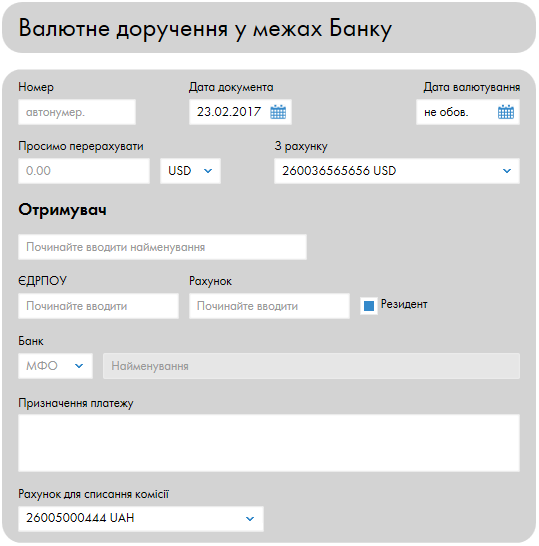 Валютне доручення у межах Банку
Номер Дата документа Дата валютування
автонумер. 23.02.2017 не обов.
Просимо перерахувати З рахунку
0.00 USD 260036565656 USD
Отримувач
Починайте вводити найменування
ЄДРПОУ Рахунок
Починайте вводити Починайте вводити Резидент
Банк
МФО Найменування
Призначення платежу
Рахунок для списання комісії
26005000444 UAH